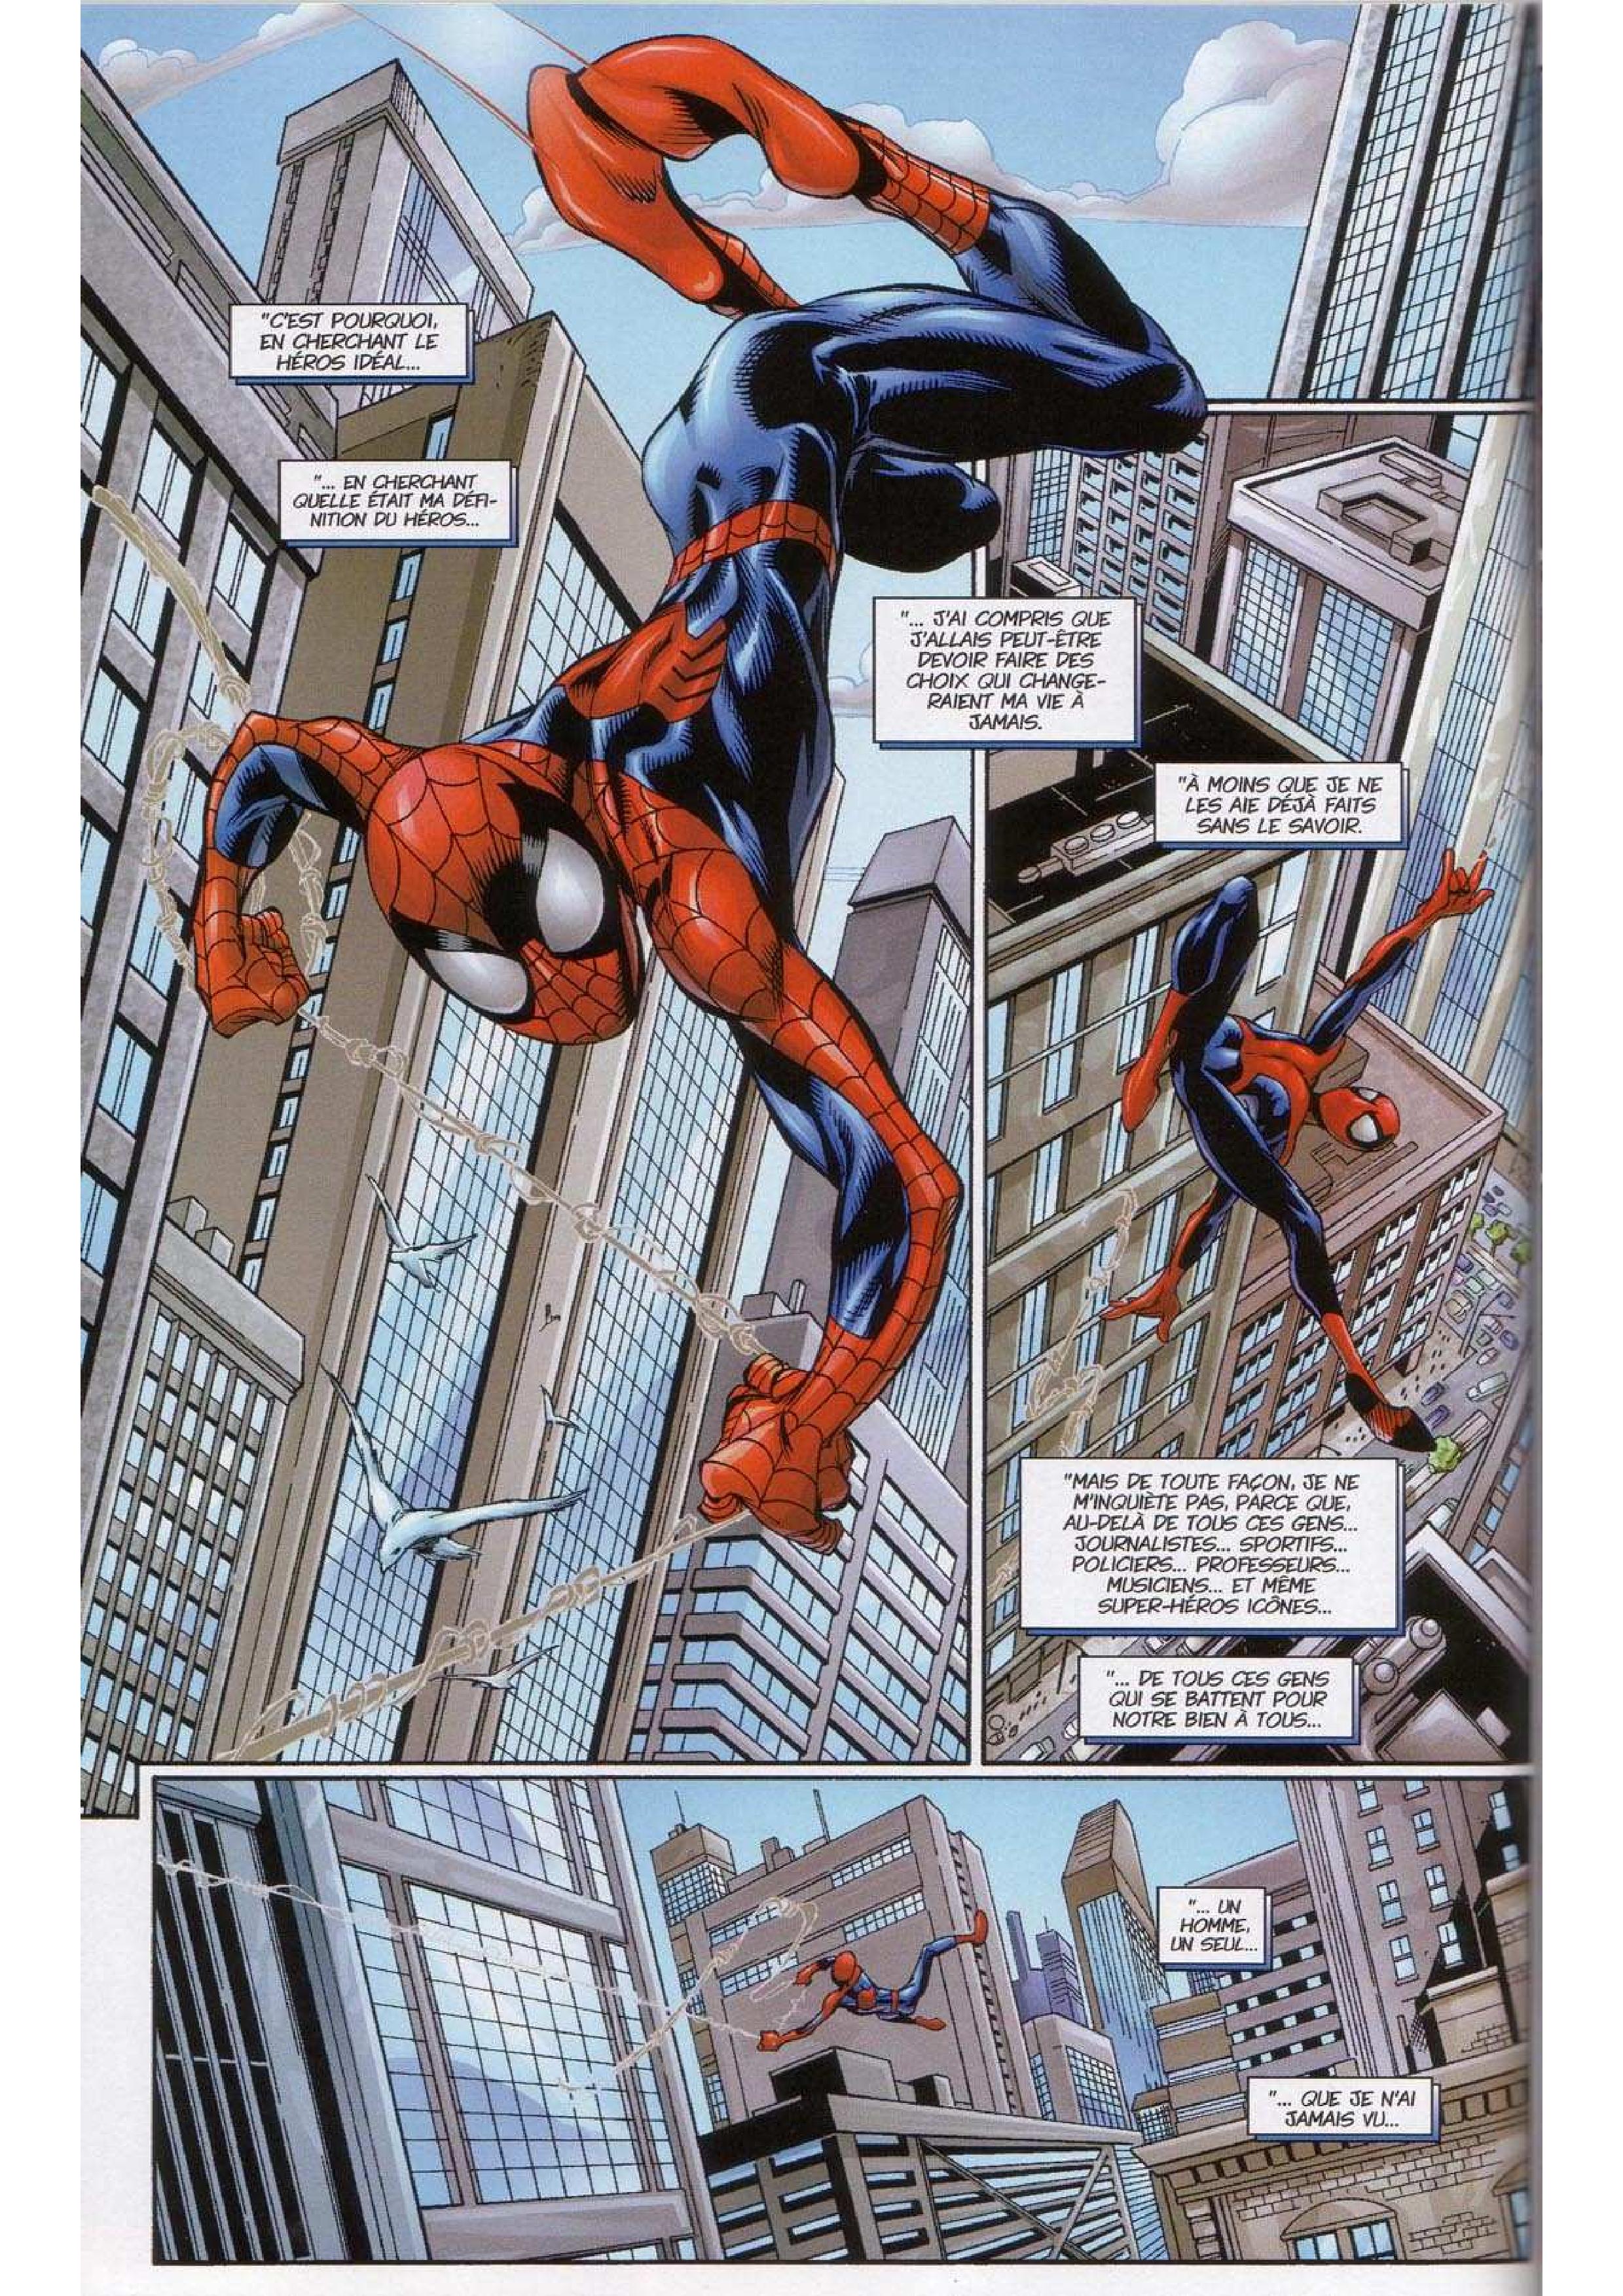 "C'EST POURQUOI,
EN CHERCHANT LE
HÉROS IDÉAL...
"... EN CHERCHANT
QUELLE ÉTAIT MA DÉFI-
NITION DU HÉROS...
"... J'AI COMPRIS QUE
J'ALLAIS PEUT-ÊTRE
DEVOIR FAIRE DES
CHOIX QUI CHANGE-
RAIENT MA VIE À
JAMAIS.
"À MOINS QUE JE NE
LES AIE DÉJÀ FAITS
SANS LE SAVOIR.
"MAIS DE TOUTE FAÇON, JE NE
M'INQUIÈTE PAS, PARCE QUE,
AU-DELÀ DE TOUS CES GENS...
JOURNALISTES... SPORTIFS...
POLICIERS... PROFESSEURS...
MUSICIENS... ET MÊME
SUPER-HÉROS ICÔNES...
"... DE TOUS CES GENS
QUI SE BATTENT POUR
NOTRE BIEN À TOUS...
"... UN
HOMME,
UN SEUL...
"... QUE JE N'AI
JAMAIS VU...